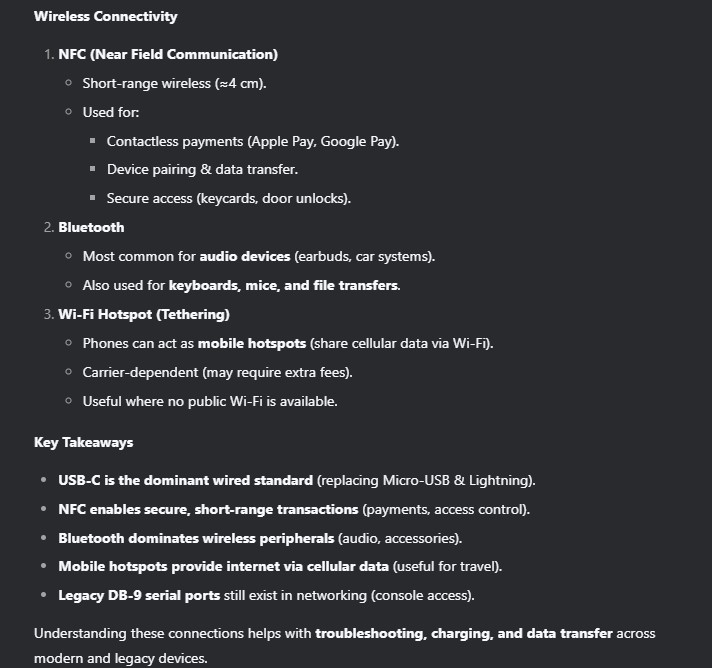 Wireless Connectivity
1. NFC (Near Field Communication)
Short-range wireless (≈4 cm).
Used for:
Contactless payments (Apple Pay, Google Pay).
Device pairing & data transfer.
Secure access (keycards, door unlocks).
2. Bluetooth
Most common for audio devices (earbuds, car systems).
Also used for keyboards, mice, and file transfers.
3. Wi-Fi Hotspot (Tethering)
Phones can act as mobile hotspots (share cellular data via Wi-Fi).
Carrier-dependent (may require extra fees).
Useful where no public Wi-Fi is available.
Key Takeaways
USB-C is the dominant wired standard (replacing Micro-USB & Lightning).
NFC enables secure, short-range transactions (payments, access control).
Bluetooth dominates wireless peripherals (audio, accessories).
Mobile hotspots provide internet via cellular data (useful for travel).
Legacy DB-9 serial ports still exist in networking (console access).
Understanding these connections helps with troubleshooting, charging, and data transfer across
modern and legacy devices.